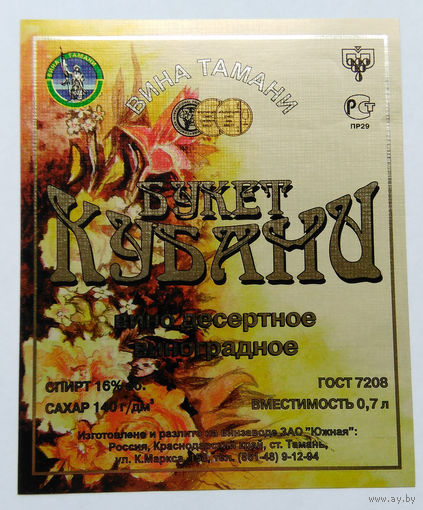 ВИНА ТАМАНИ
ВИНА ТАМАНИ
РСТ
ПР29
БУКЕТ
КУБАНИ
вино десертное
виноградное
СПИРТ 16% об.
ГОСТ 7208
САХАР 140 г/дм³
ВМЕСТИМОСТЬ 0,7 л
Изготовлено и разлито на винзаводе ЗАО "Южная":
Россия, Краснодарский край, ст. Тамань,
ул. К.Маркса, тел. (861-48) 9-12-94
www.ay.by